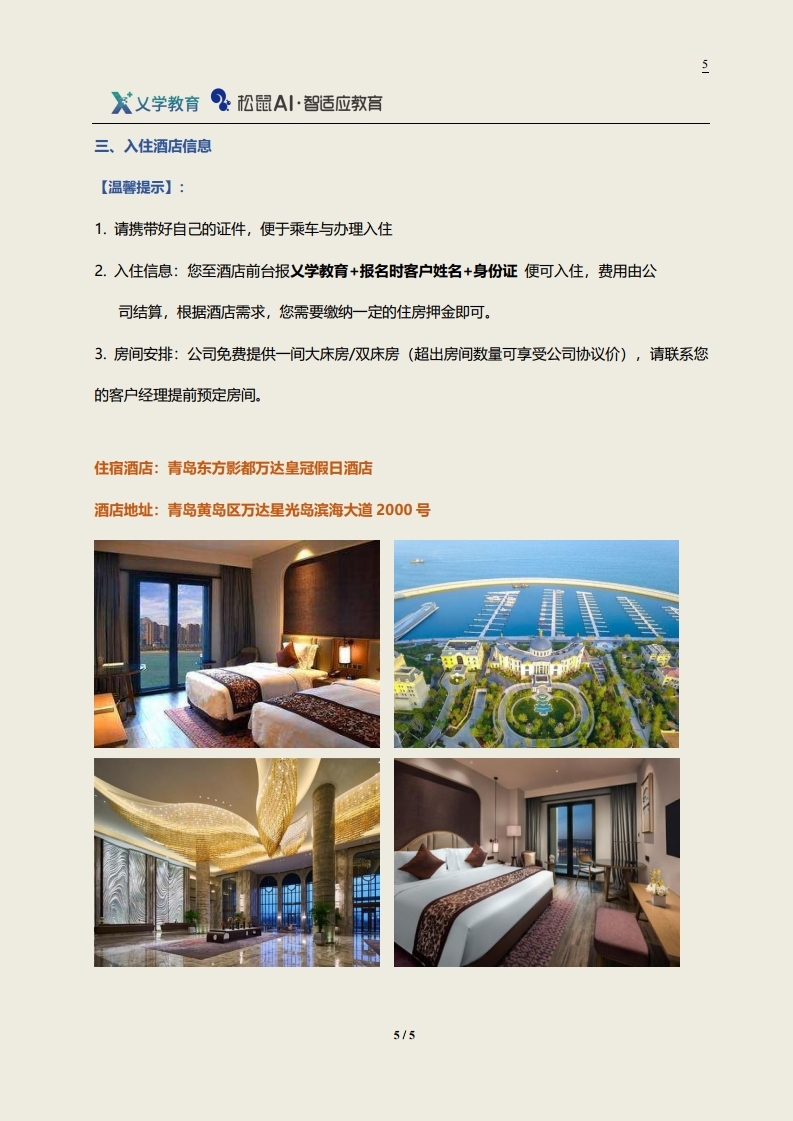 5
乂学教育 松鼠AI·智适应教育
三、入住酒店信息
【温馨提示】:
1. 请携带好自己的证件，便于乘车与办理入住
2. 入住信息：您至酒店前台报乂学教育+报名时客户姓名+身份证 便可入住，费用由公
司结算，根据酒店需求，您需要缴纳一定的住房押金即可。
3. 房间安排：公司免费提供一间大床房/双床房（超出房间数量可享受公司协议价），请联系您
的客户经理提前预定房间。
住宿酒店：青岛东方影都万达皇冠假日酒店
酒店地址：青岛黄岛区万达星光岛滨海大道 2000 号
5 / 5